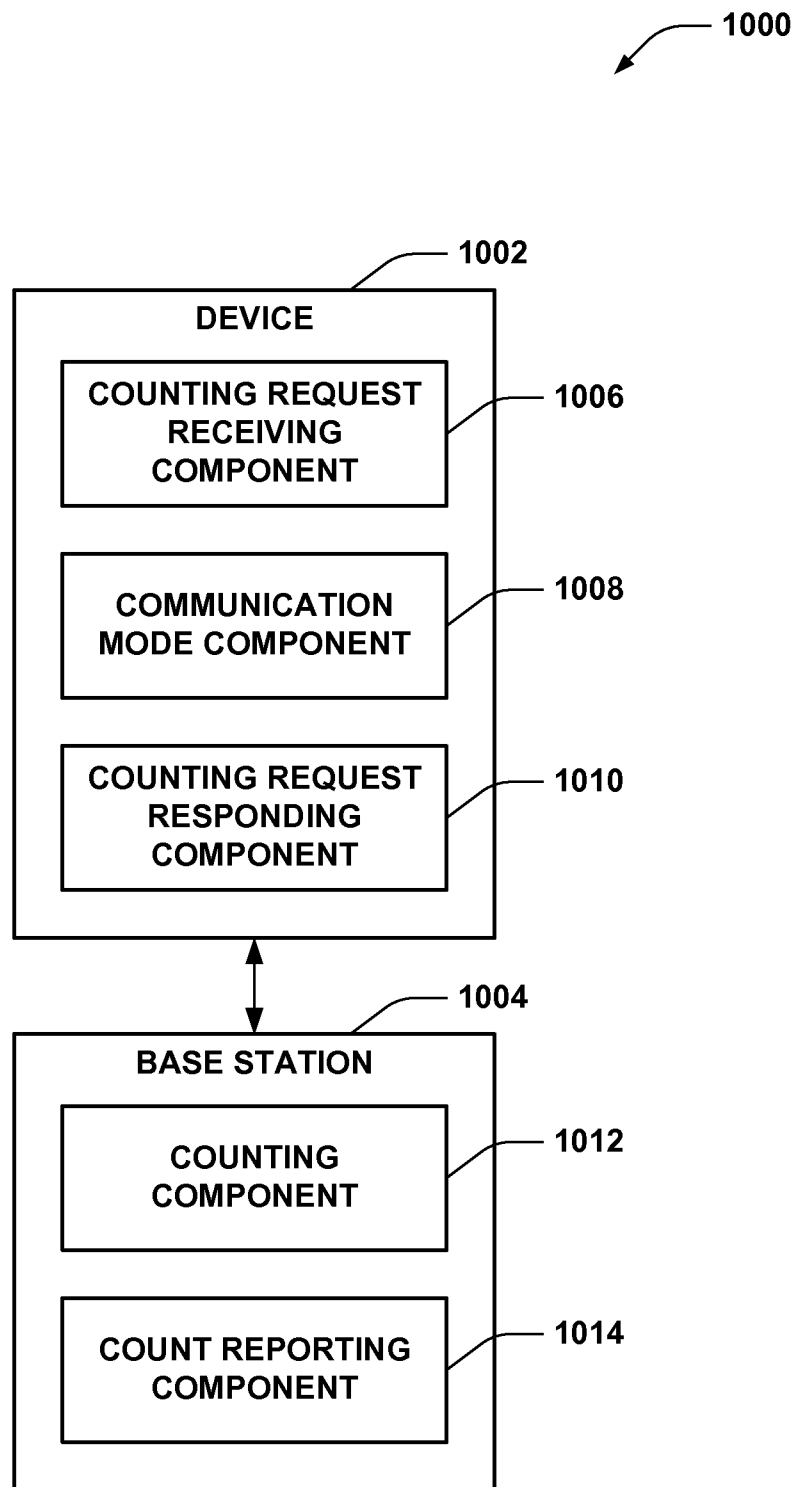 1000
1002
DEVICE
COUNTING REQUEST
RECEIVING
COMPONENT
1006
COMMUNICATION
MODE COMPONENT
1008
COUNTING REQUEST
RESPONDING
COMPONENT
1010
1004
BASE STATION
COUNTING
COMPONENT
1012
COUNT REPORTING
COMPONENT
1014